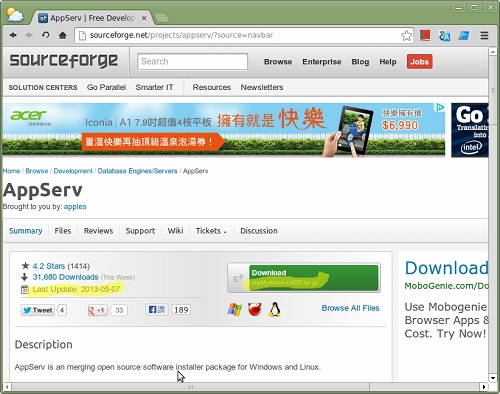 AppServ | Free Develop
sourceforge.net/projects/appserv/?source=navbar
sourceforge
Search
Browse Enterprise Blog Help Jobs
SOLUTION CENTERS Go Parallel Smarter IT Resources Newsletters
acer Iconia | A1 7.9吋超值4核平板 擁有就是快樂 快樂擁有價 $6,990
重溫快樂再抽頂級溫泉泡湯券!
Go
Translating
Into
intel
Home / Browse / Development / Database Engines/Servers / AppServ
AppServ
Brought to you by: apples
Summary Files Reviews Support Wiki Tickets Discussion
4.2 Stars (1414)
31,680 Downloads (This Week)
Last Update: 2013-05-07
sf Download
Tweet 4 +1 33 讚 189
Browse All Files
Download
MoboGenie.com/Do
Use Mobogenie
Browser Apps &
Cost. Try Now!
Description
AppServ is an merging open source software installer package for Windows and Linux.